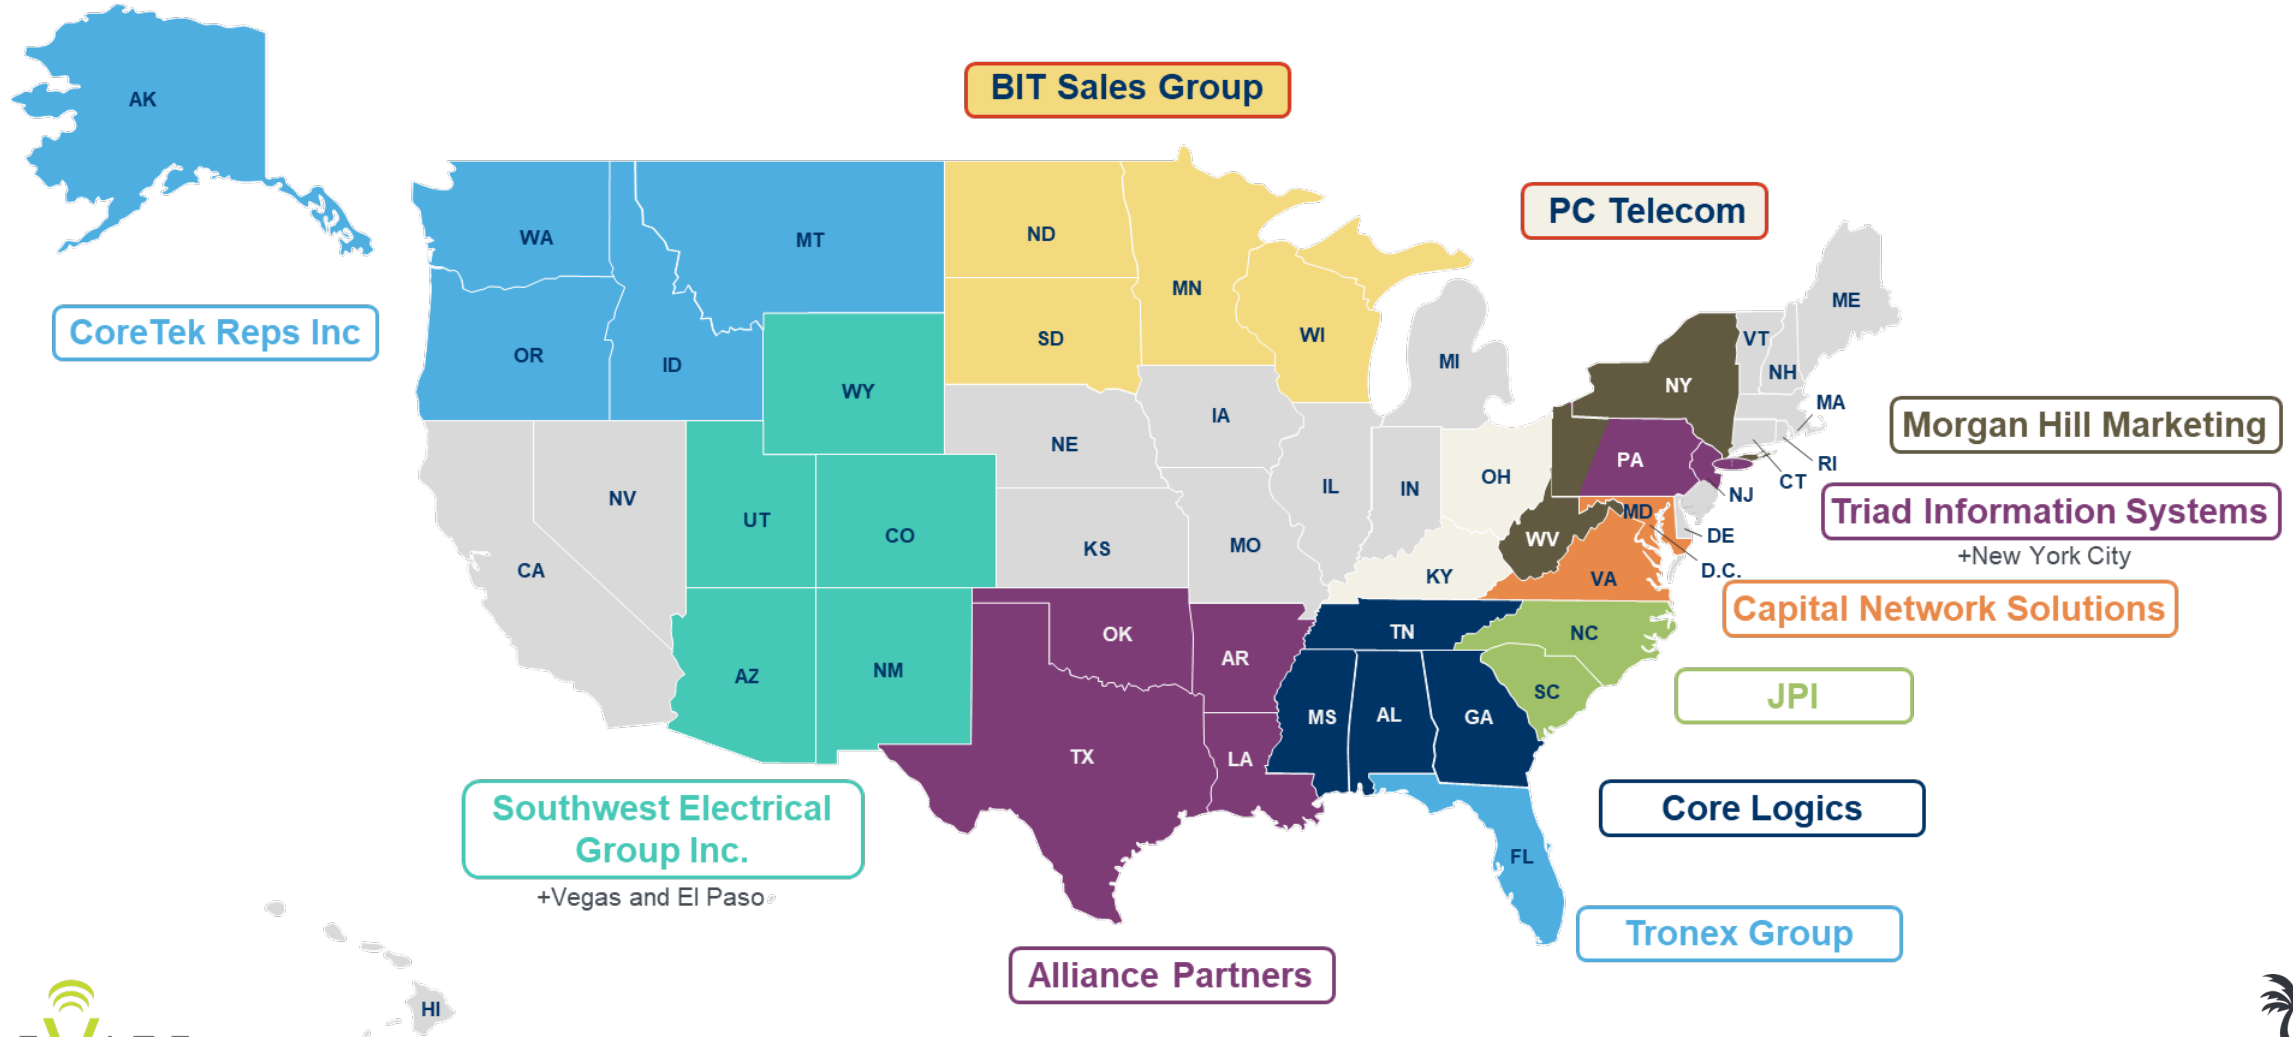 AK
BIT Sales Group
PC Telecom
WA
MT
ND
MN
ME
CoreTek Reps Inc
OR
ID
SD
WI
MI
VT
NH
NY
MA
WY
IA
NE
Morgan Hill Marketing
PA
RI
NV
UT
CO
IL
IN
OH
CT
NJ
Triad Information Systems
+New York City
CA
KS
MO
KY
WV
MD
VA
DE
D.C.
Capital Network Solutions
OK
AR
TN
NC
AZ
NM
SC
JPI
MS
AL
GA
TX
LA
Southwest Electrical
Group Inc.
+Vegas and El Paso
Core Logics
FL
Tronex Group
Alliance Partners
HI